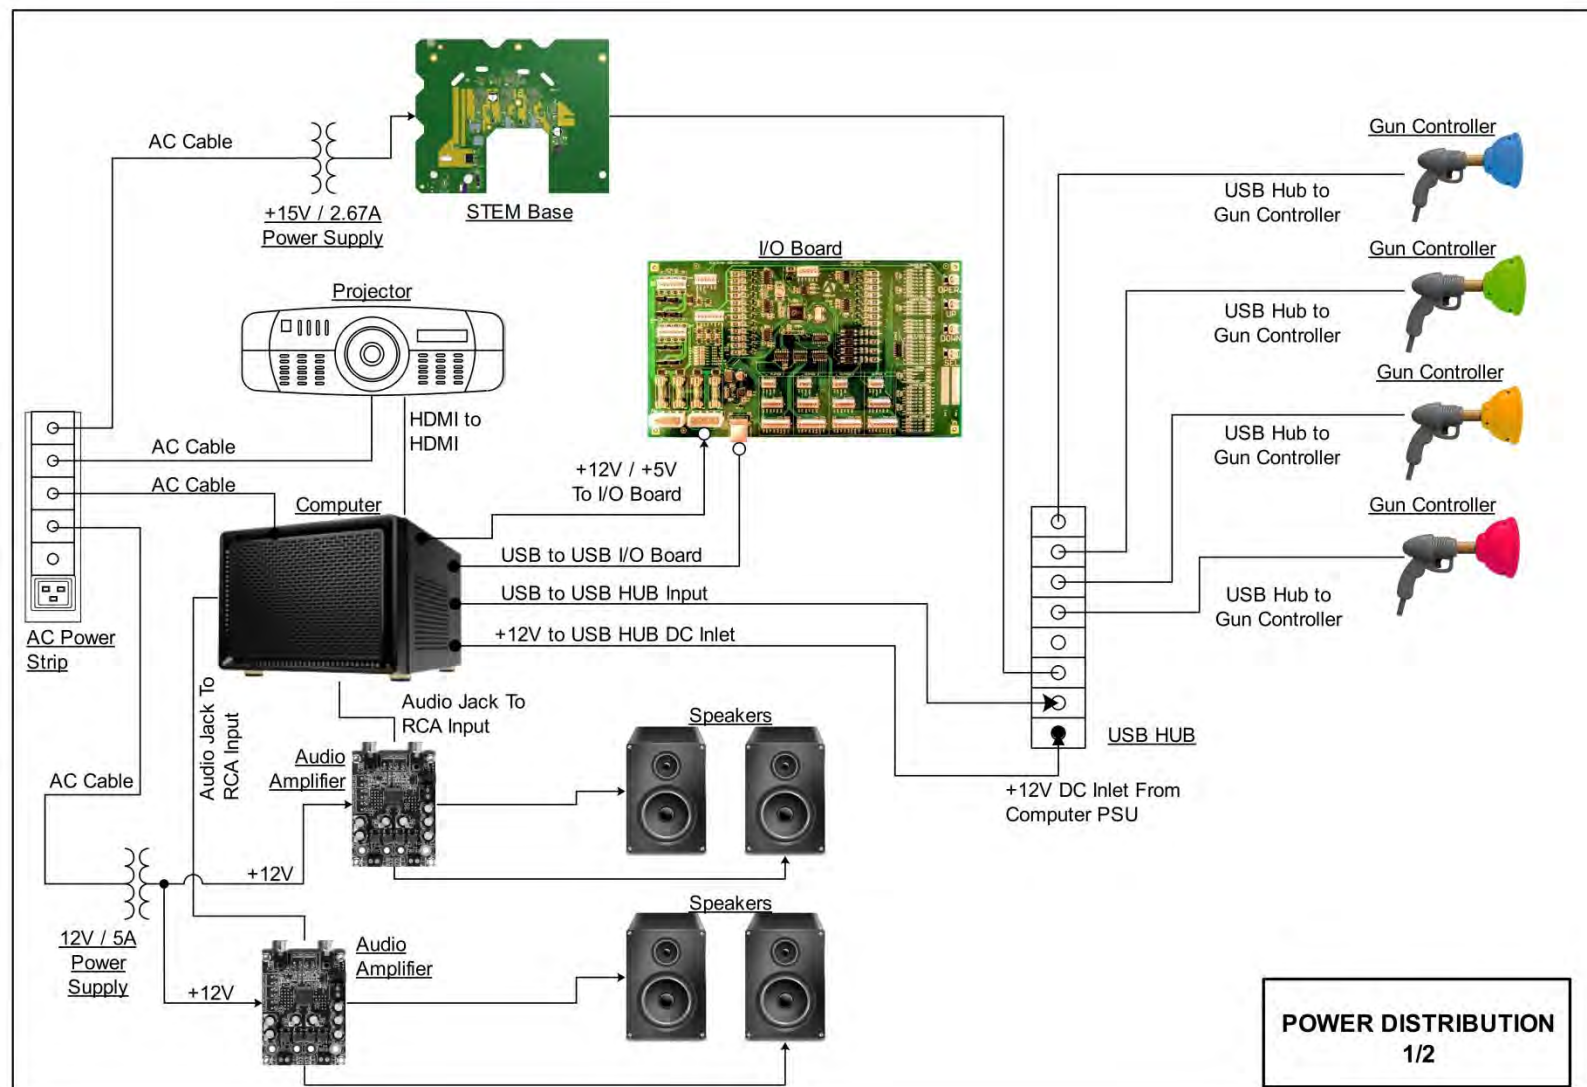 AC Cable
+15V / 2.67A
Power Supply
STEM Base
Gun Controller
USB Hub to
Gun Controller
I/O Board
Gun Controller
USB Hub to
Gun Controller
Projector
HDMI to
HDMI
AC Cable
AC Cable
Gun Controller
USB Hub to
Gun Controller
+12V / +5V
To I/O Board
Computer
Gun Controller
USB Hub to
Gun Controller
USB to USB I/O Board
USB to USB HUB Input
+12V to USB HUB DC Inlet
AC Power
Strip
Audio Jack To
RCA Input
Audio Jack To
RCA Input
Speakers
USB HUB
Audio
Amplifier
AC Cable
+12V DC Inlet From
Computer PSU
+12V
Speakers
12V / 5A
Power
Supply
Audio
Amplifier
+12V
POWER DISTRIBUTION
1/2